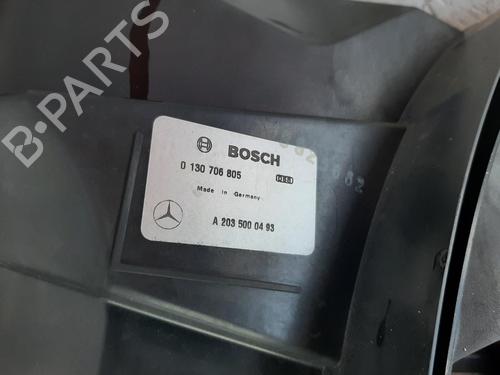 B-PARTS
BOSCH
0 130 706 805
Made in Germany
A 203 500 04 93